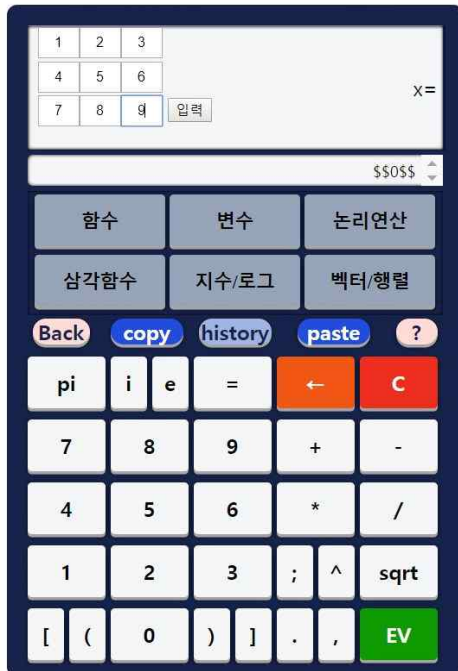 1 2 3
4 5 6
x=
7 8 9 입력
$$0$$
함수 변수 논리연산
삼각함수 지수/로그 벡터/행렬
Back copy history paste ?
pi i e = ← C
7 8 9 + -
4 5 6 * /
1 2 3 ; ^ sqrt
[ ( 0 ) ] . , EV